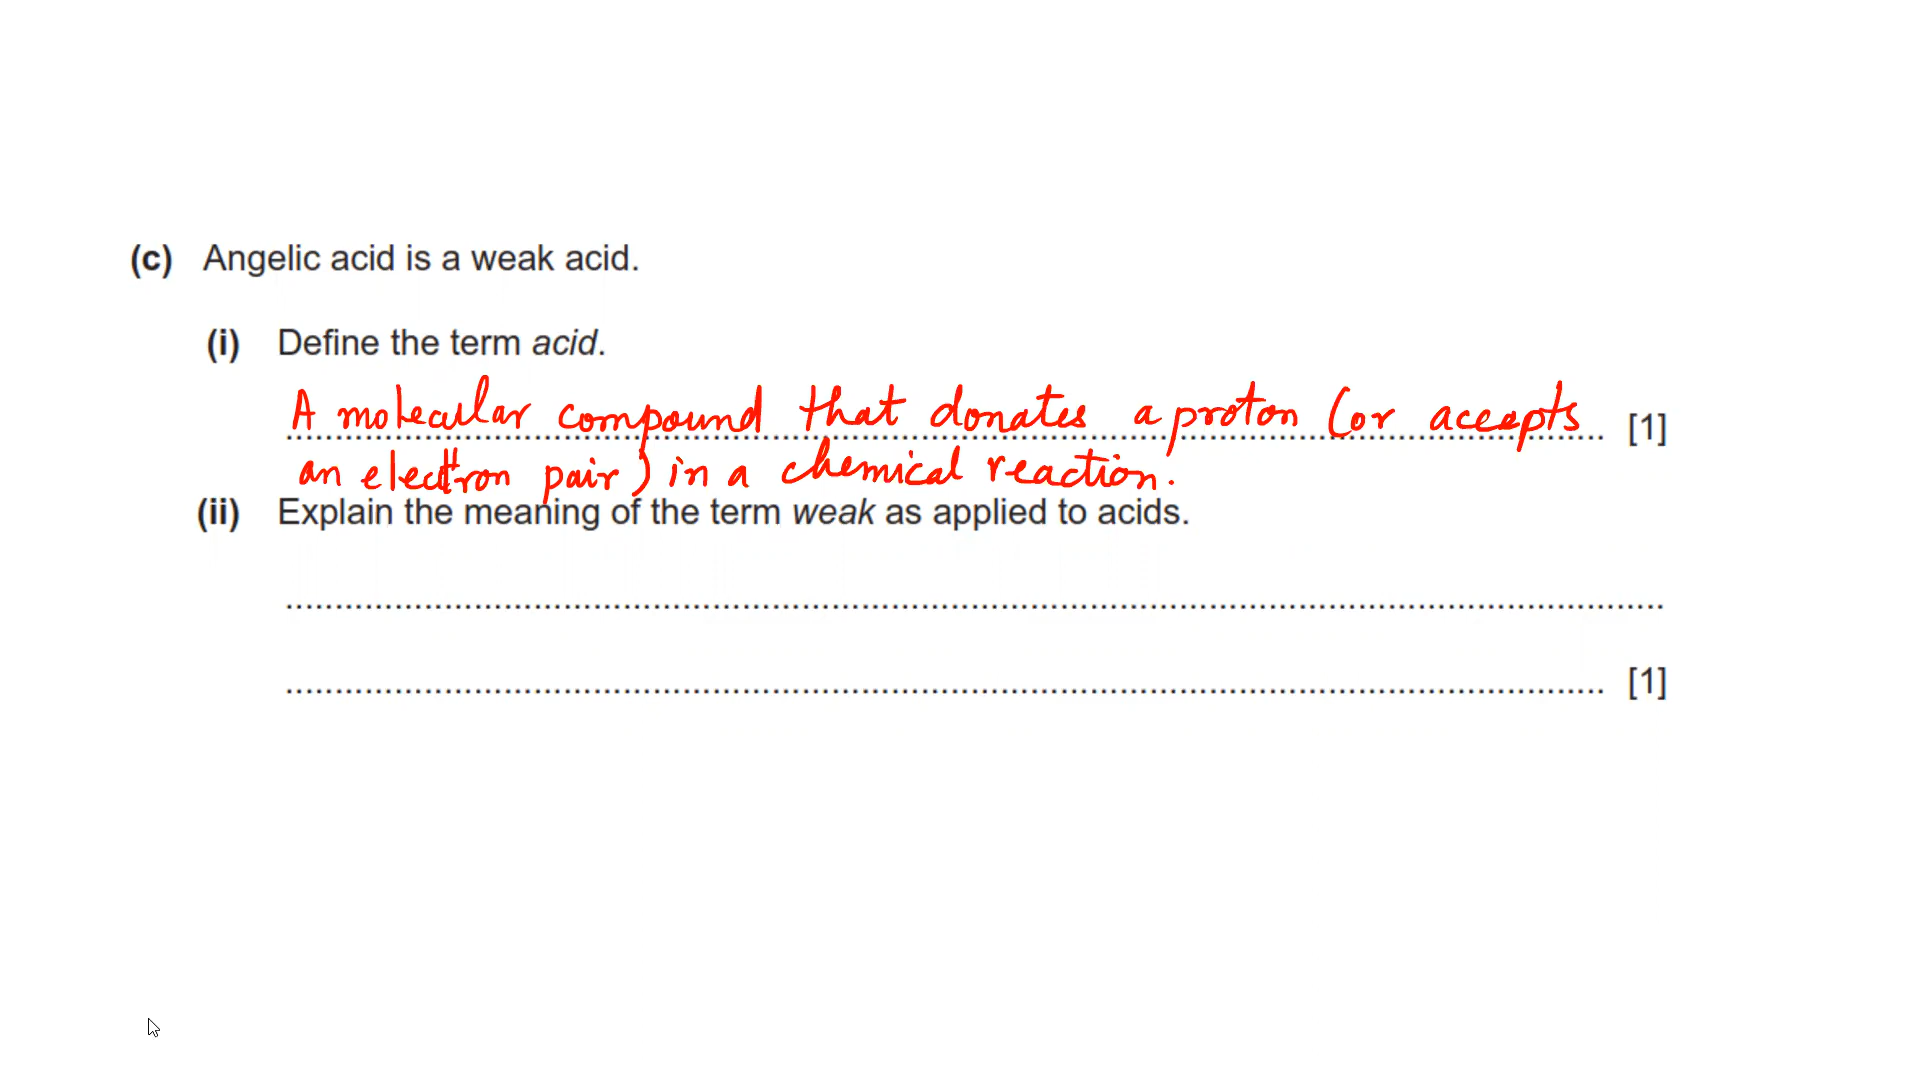 (c) Angelic acid is a weak acid.
(i) Define the term acid.
A molecular compound that donates a proton (or accepts
[1]
an electron pair) in a chemical reaction.
(ii) Explain the meaning of the term weak as applied to acids.
[1]